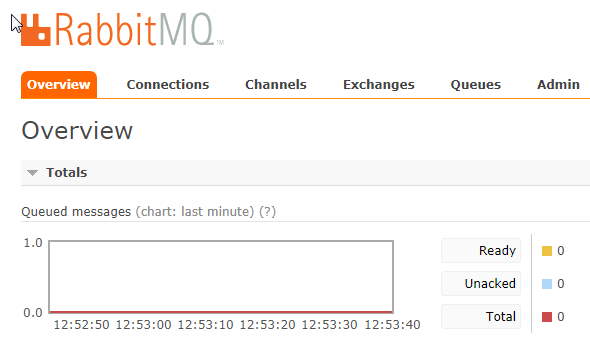 RabbitMQ™
Overview Connections Channels Exchanges Queues Admin
Overview
Totals
Queued messages (chart: last minute) (?)
1.0
0.0
12:52:50 12:53:00 12:53:10 12:53:20 12:53:30 12:53:40
Ready 0
Unacked 0
Total 0